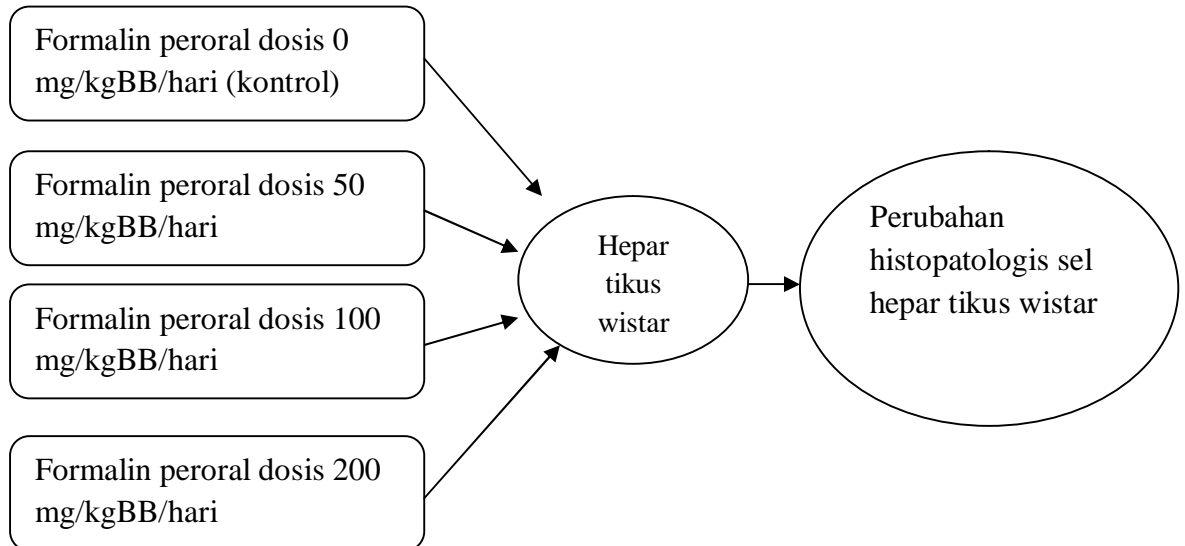 Formalin peroral dosis 0
mg/kgBB/hari (kontrol)
Formalin peroral dosis 50
mg/kgBB/hari
Formalin peroral dosis 100
mg/kgBB/hari
Formalin peroral dosis 200
mg/kgBB/hari
Hepar
tikus
wistar
Perubahan
histopatologis sel
hepar tikus wistar